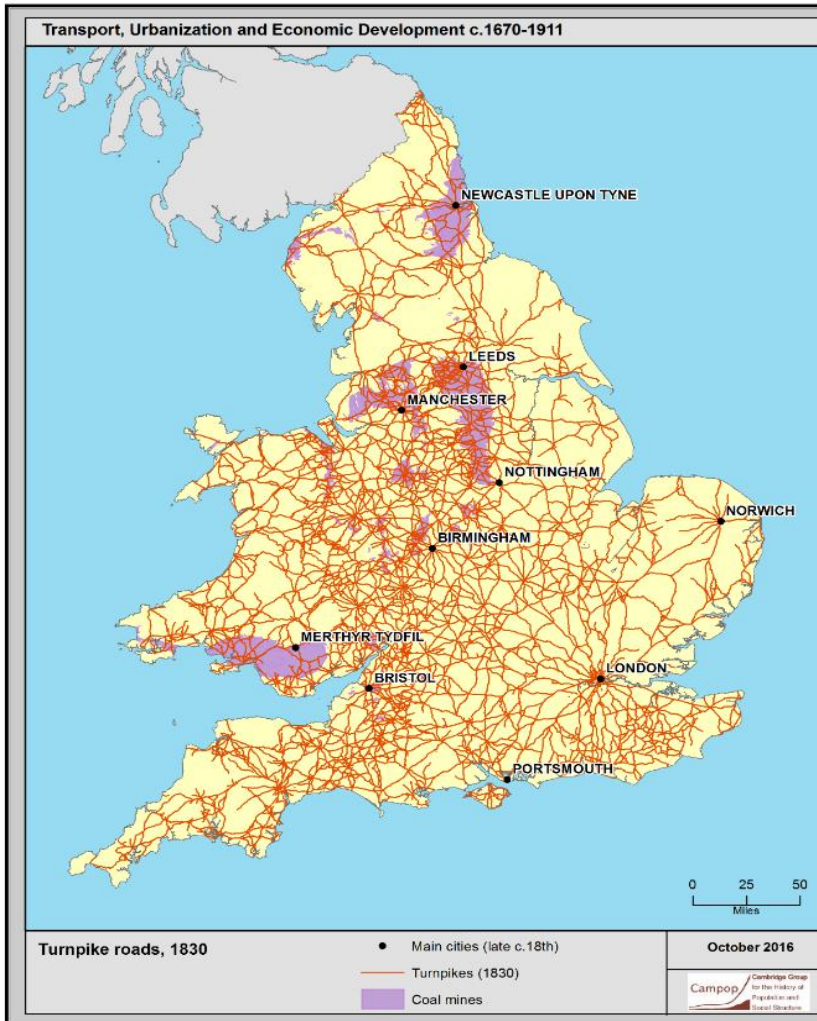 Transport, Urbanization and Economic Development c.1670-1911
NEWCASTLE UPON TYNE
LEEDS
MANCHESTER
NOTTINGHAM
NORWICH
BIRMINGHAM
MERTHYR TYDFIL
LONDON
BRISTOL
PORTSMOUTH
0 25 50
Miles
Turnpike roads, 1830
Main cities (late c.18th)
Turnpikes (1830)
Coal mines
October 2016
Campop
Cambridge Group
for the History of
Population and
Social Structure